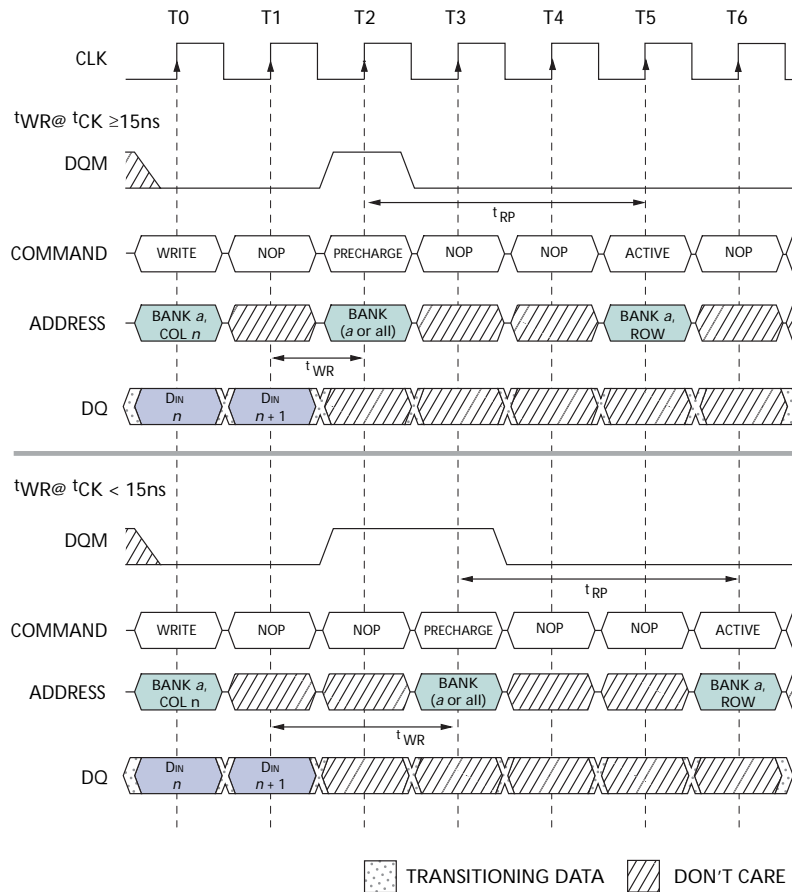 T0 T1 T2 T3 T4 T5 T6
CLK
tWR@ tCK ≥15ns
DQM
tRP
COMMAND WRITE NOP PRECHARGE NOP NOP ACTIVE NOP
ADDRESS BANK a, COL n BANK (a or all) BANK a, ROW
tWR
DQ DIN n DIN n + 1
tWR@ tCK < 15ns
DQM
tRP
COMMAND WRITE NOP NOP PRECHARGE NOP NOP ACTIVE
ADDRESS BANK a, COL n BANK (a or all) BANK a, ROW
tWR
DQ DIN n DIN n + 1
TRANSITIONING DATA DON'T CARE